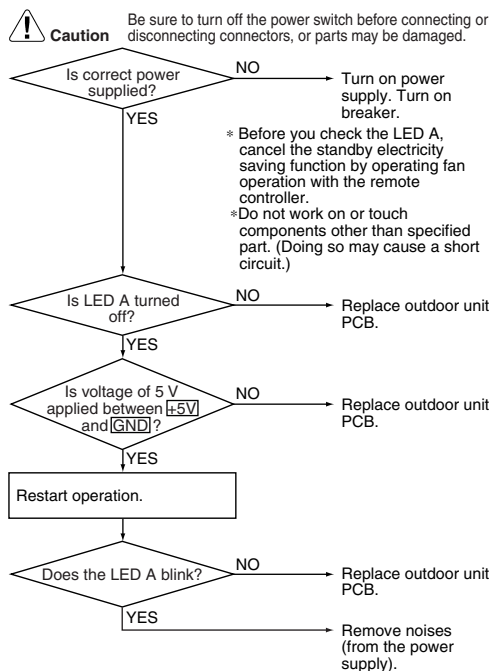 Caution
Be sure to turn off the power switch before connecting or
disconnecting connectors, or parts may be damaged.
Is correct power
supplied?
NO
Turn on power
supply. Turn on
breaker.
YES
* Before you check the LED A,
cancel the standby electricity
saving function by operating fan
operation with the remote
controller.
*Do not work on or touch
components other than specified
part. (Doing so may cause a short
circuit.)
Is LED A turned
off?
NO
Replace outdoor unit
PCB.
YES
Is voltage of 5 V
applied between +5V
and GND ?
NO
Replace outdoor unit
PCB.
YES
Restart operation.
Does the LED A blink?
NO
Replace outdoor unit
PCB.
YES
Remove noises
(from the power
supply).